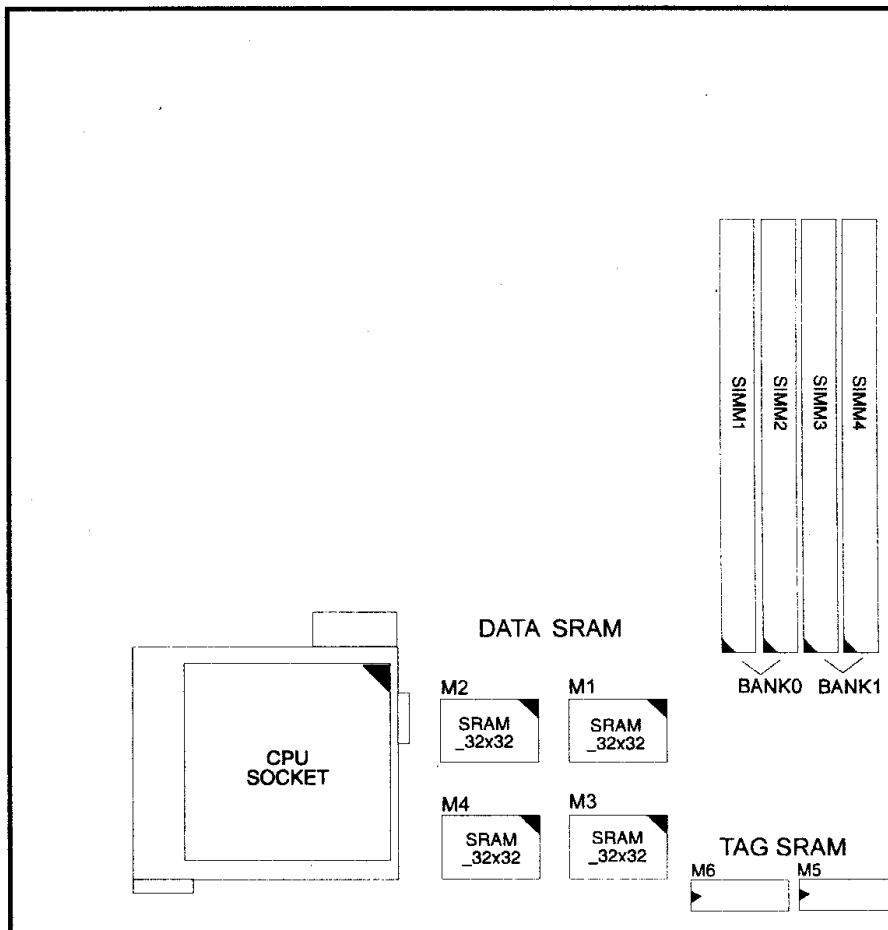 SIMM1
SIMM2
SIMM3
SIMM4
BANK0 BANK1
DATA SRAM
M2
SRAM
_32x32
M1
SRAM
_32x32
CPU
SOCKET
M4
SRAM
_32x32
M3
SRAM
_32x32
TAG SRAM
M6
M5